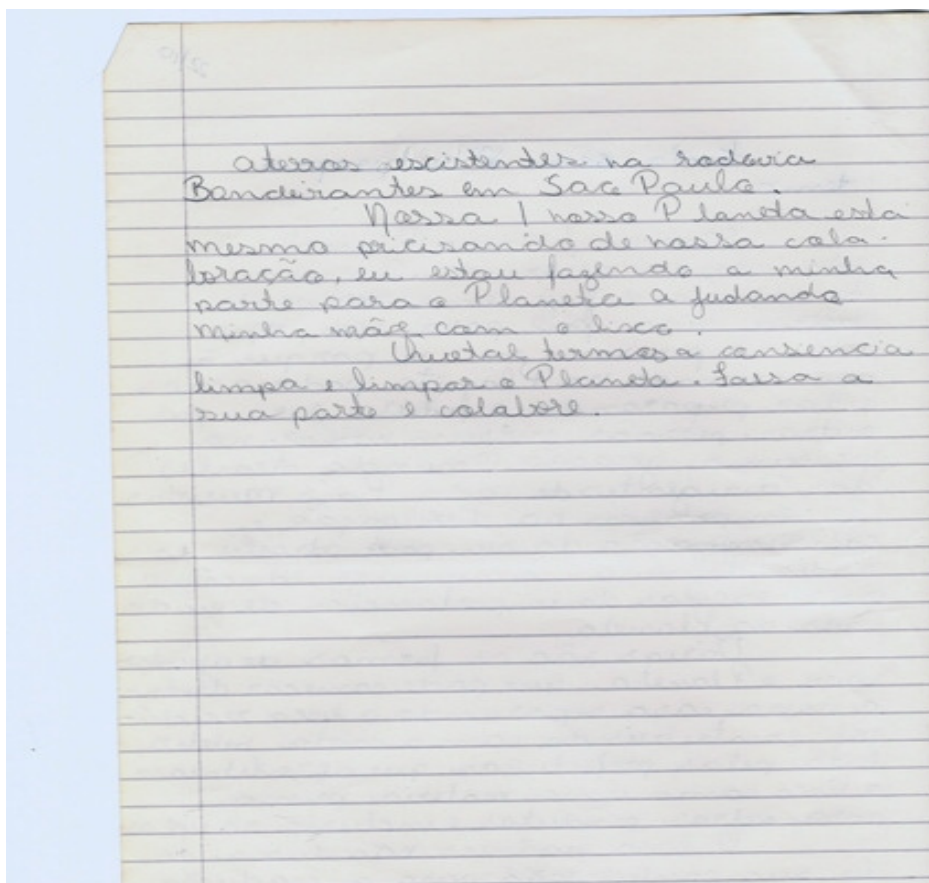 aterros escistentes na rodovia
Bandeirantes em Sao Paulo.
Nossa ! nosso Planeta esta
mesmo pricisando de nossa cola-
boração, eu estou fazendo a minha
parte para o Planeta a judando
minha mãe com o lisco.
Quetal termos a consiencia
limpa e limpar o Planeta. Fassa a
sua parte e colabore.